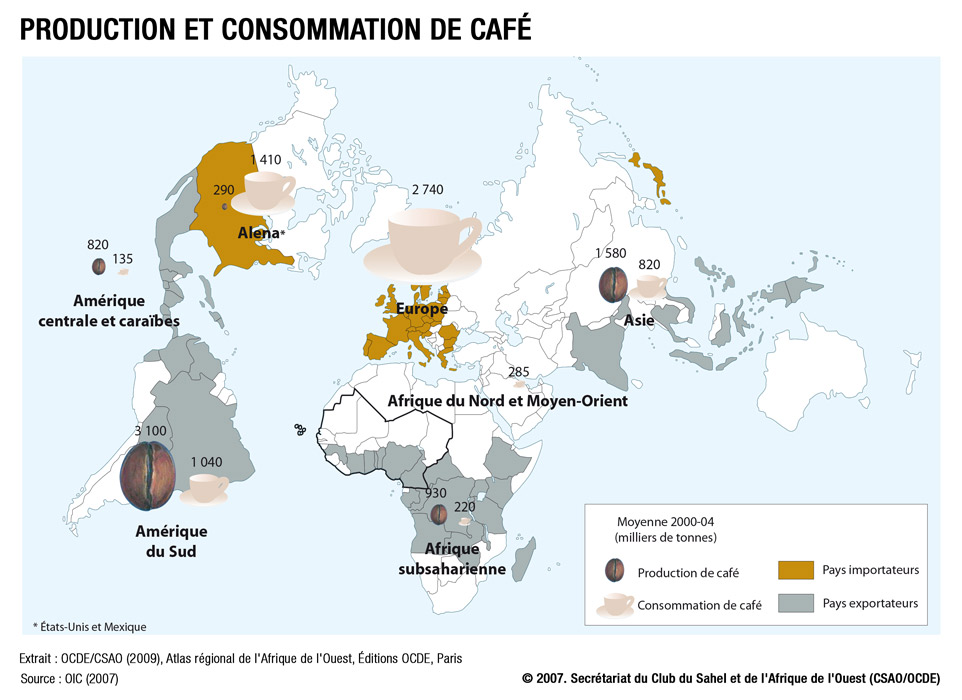 PRODUCTION ET CONSOMMATION DE CAFÉ
1 410
290
Alena*
2 740
820
135
Amérique
centrale et caraïbes
Europe
1 580
820
Asie
285
Afrique du Nord et Moyen-Orient
3 100
1 040
Amérique
du Sud
930
220
Afrique
subsaharienne
Moyenne 2000-04
(milliers de tonnes)
Production de café
Pays importateurs
Consommation de café
Pays exportateurs
* États-Unis et Mexique
Extrait : OCDE/CSAO (2009), Atlas régional de l'Afrique de l'Ouest, Éditions OCDE, Paris
Source : OIC (2007)
© 2007. Secrétariat du Club du Sahel et de l'Afrique de l'Ouest (CSAO/OCDE)